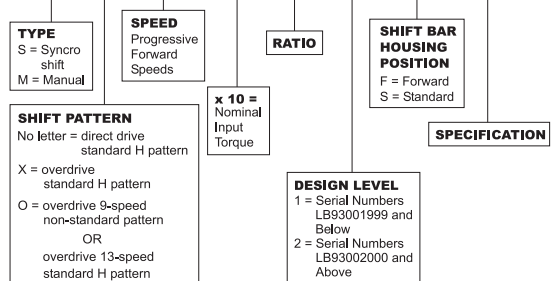 TYPE
S = Syncro
shift
M = Manual
SPEED
Progressive
Forward
Speeds
RATIO
SHIFT BAR
HOUSING
POSITION
F = Forward
S = Standard
x 10 =
Nominal
Input
Torque
SPECIFICATION
SHIFT PATTERN
No letter = direct drive
standard H pattern
X = overdrive
standard H pattern
O = overdrive 9-speed
non-standard pattern
OR
overdrive 13-speed
standard H pattern
DESIGN LEVEL
1 = Serial Numbers
LB93001999 and
Below
2 = Serial Numbers
LB93002000 and
Above